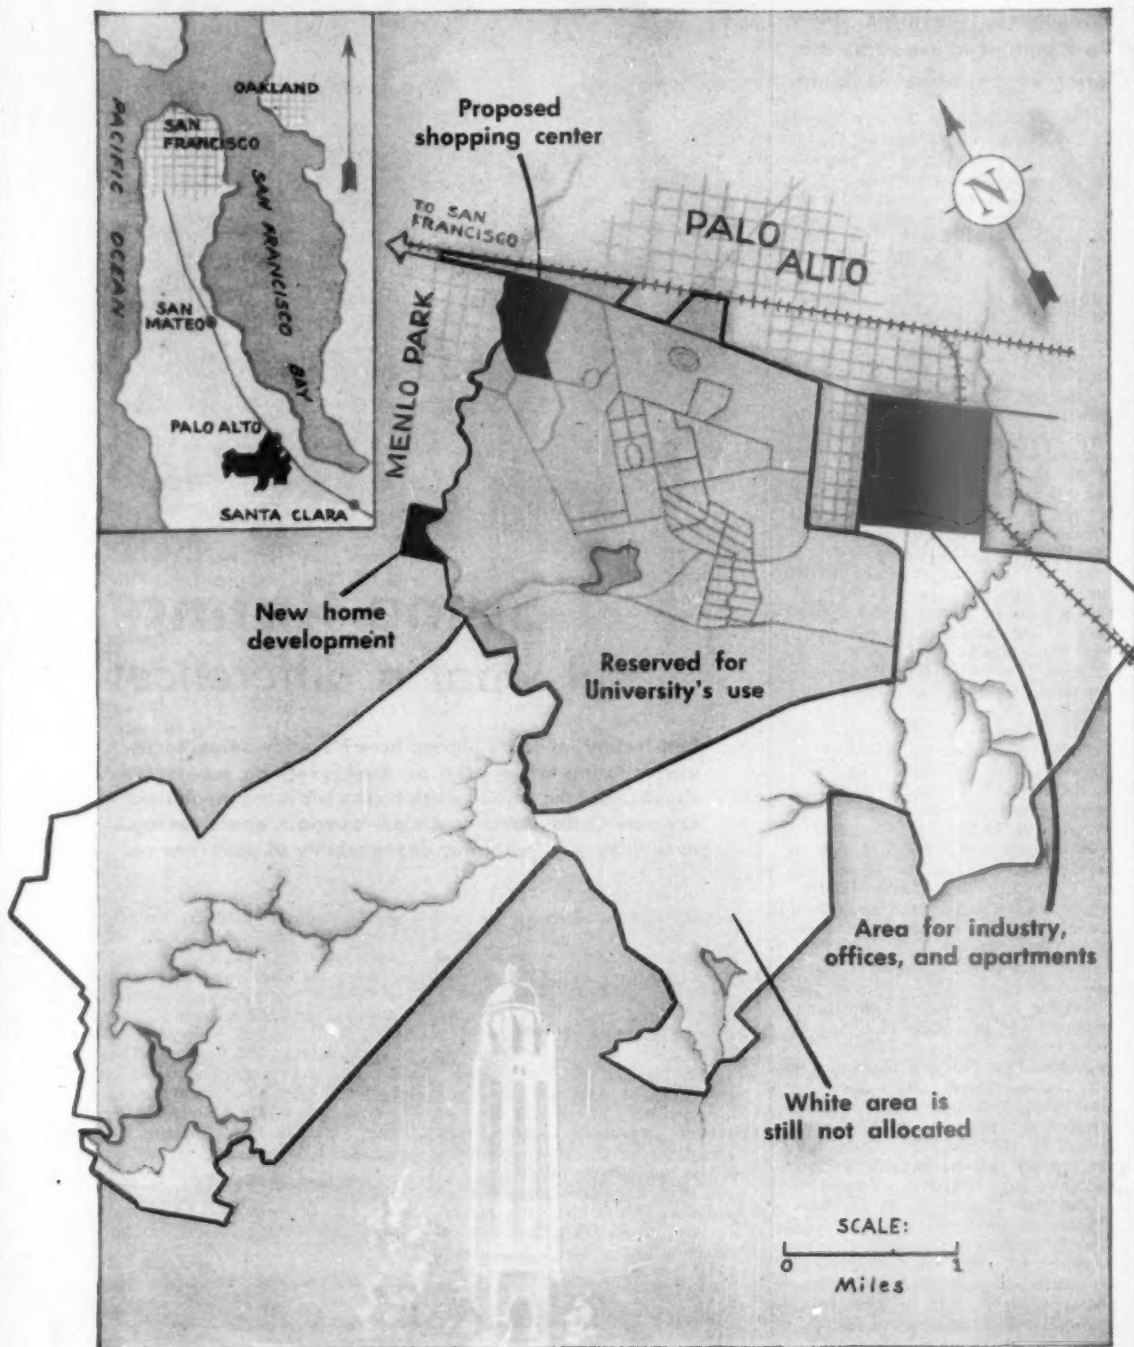 OAKLAND
SAN
FRANCISCO
PACIFIC OCEAN
SAN FRANCISCO BAY
SAN
MATEO
PALO ALTO
SANTA CLARA
Proposed
shopping center
N
TO SAN
FRANCISCO
PALO
ALTO
MENLO PARK
New home
development
Reserved for
University's use
Area for industry,
offices, and apartments
White area is
still not allocated
SCALE:
0 1
Miles